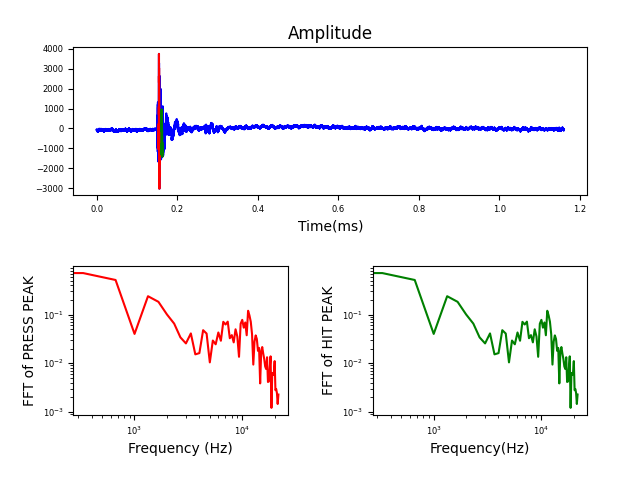 Amplitude
4000
3000
2000
1000
0
−1000
−2000
−3000
0.0 0.2 0.4 0.6 0.8 1.0 1.2
Time(ms)
FFT of PRESS PEAK
10⁻¹
10⁻²
10⁻³
10³ 10⁴
Frequency (Hz)
FFT of HIT PEAK
10⁻¹
10⁻²
10⁻³
10³ 10⁴
Frequency(Hz)